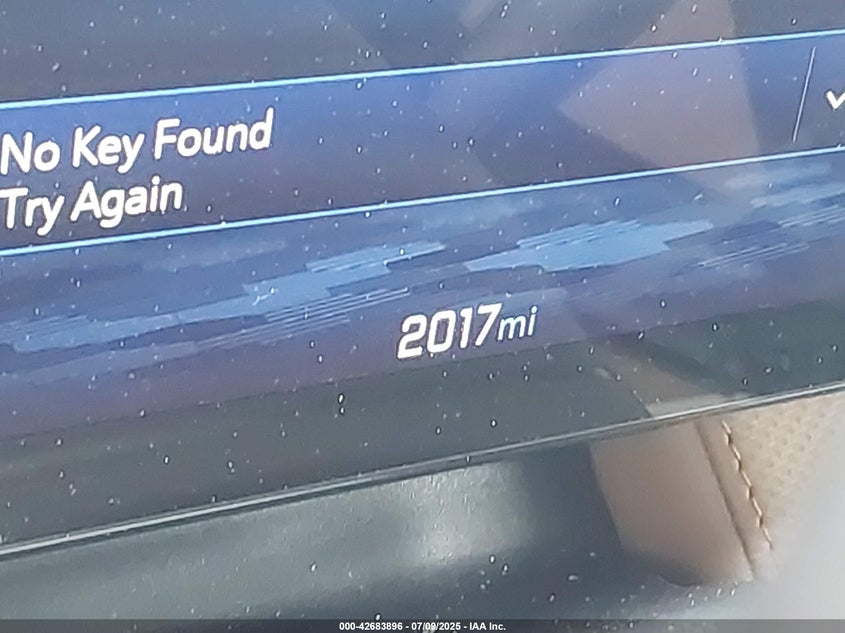 No Key Found
Try Again
2017mi
000-42683896 - 07/09/2025 - IAA Inc.